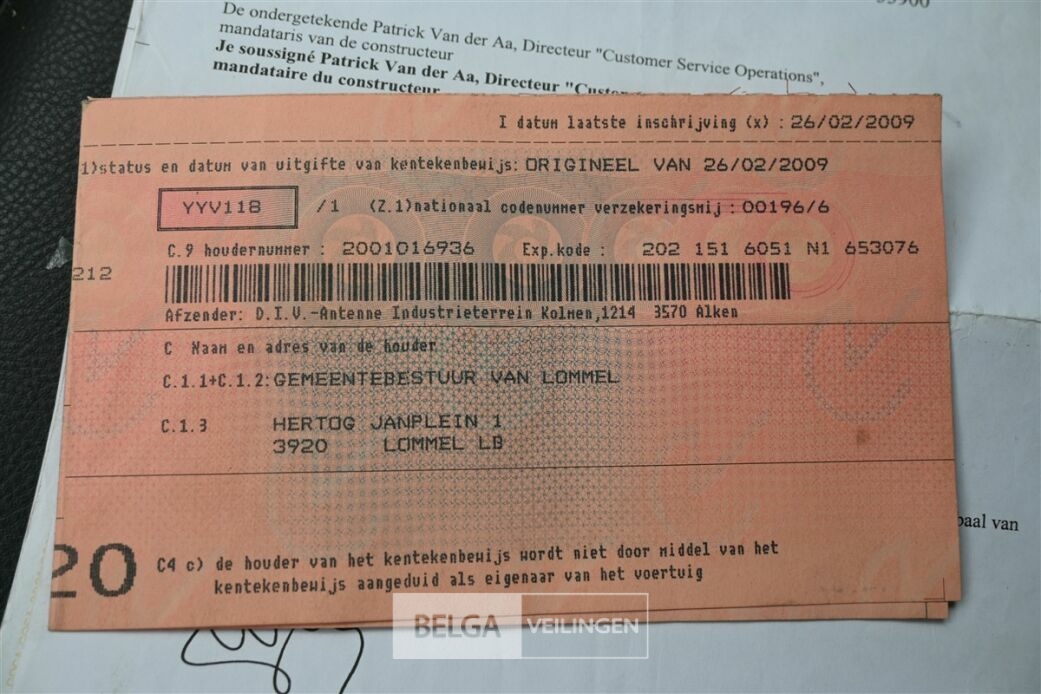 De ondergetekende Patrick Van der Aa, Directeur "Customer Service Operations",
mandataris van de constructeur
Je soussigné Patrick Van der Aa, Directeur "Custo
mandataire du constructeur
I datum laatste inschrijving (x) : 26/02/2009
1)status en datum van uitgifte van kentekenbewijs: ORIGINEEL VAN 26/02/2009
YYV118 /1 (Z.1)nationaal codenummer verzekeringsmij : 00196/6
C.9 houdernummer : 2001016936 Exp.kode : 202 151 6051 N1 653076
212
Afzender: D.I.V.-Antenne Industrieterrein Kolmen,1214 3570 Alken
C Naam en adres van de houder
C.1.1+C.1.2: GEMEENTEBESTUUR VAN LOMMEL
C.1.3 HERTOG JANPLEIN 1
3920 LOMMEL LB
paal van
20
C4 c) de houder van het kentekenbewijs wordt niet door middel van het
kentekenbewijs aangeduid als eigenaar van het voertuig
BELGA VEILINGEN